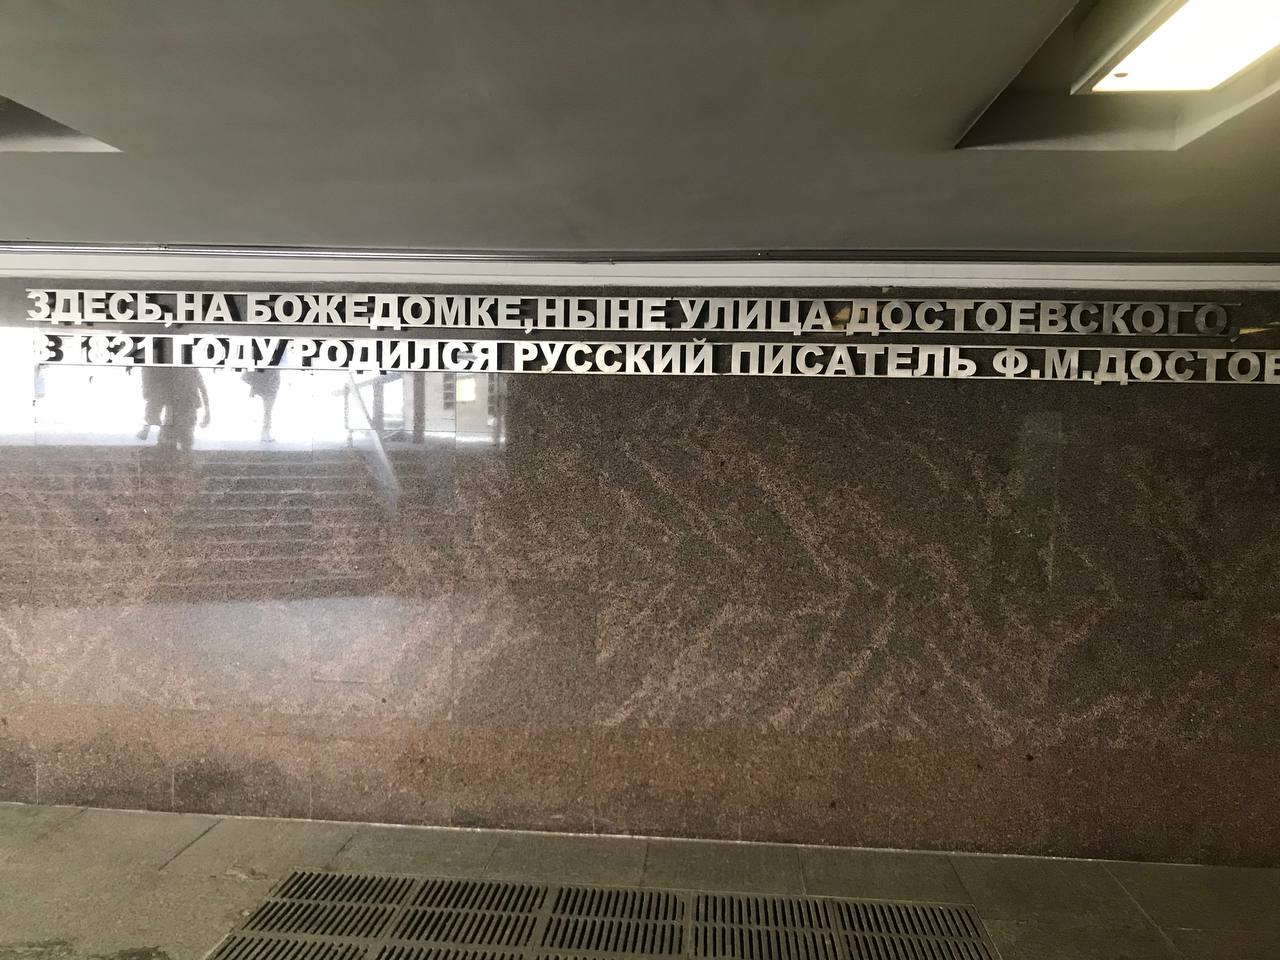 ЗДЕСЬ,НА БОЖЕДОМКЕ,НЫНЕ УЛИЦА ДОСТОЕВСКОГО,
В 1821 ГОДУ РОДИЛСЯ РУССКИЙ ПИСАТЕЛЬ Ф.М.ДОСТОЕ